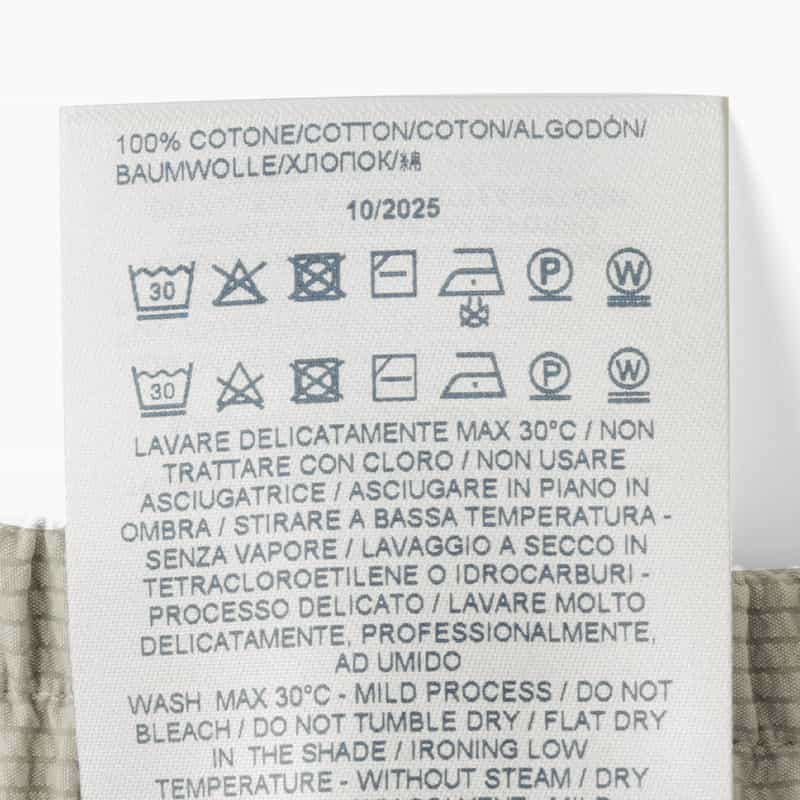 100% COTONE/COTTON/COTON/ALGODÓN/
BAUMWOLLE/ХЛОПОК/綿
10/2025
30 P W
30 P W
LAVARE DELICATAMENTE MAX 30°C / NON
TRATTARE CON CLORO / NON USARE
ASCIUGATRICE / ASCIUGARE IN PIANO IN
OMBRA / STIRARE A BASSA TEMPERATURA -
SENZA VAPORE / LAVAGGIO A SECCO IN
TETRACLOROETILENE O IDROCARBURI -
PROCESSO DELICATO / LAVARE MOLTO
DELICATAMENTE, PROFESSIONALMENTE,
AD UMIDO
WASH MAX 30°C - MILD PROCESS / DO NOT
BLEACH / DO NOT TUMBLE DRY / FLAT DRY
IN THE SHADE / IRONING LOW
TEMPERATURE - WITHOUT STEAM / DRY